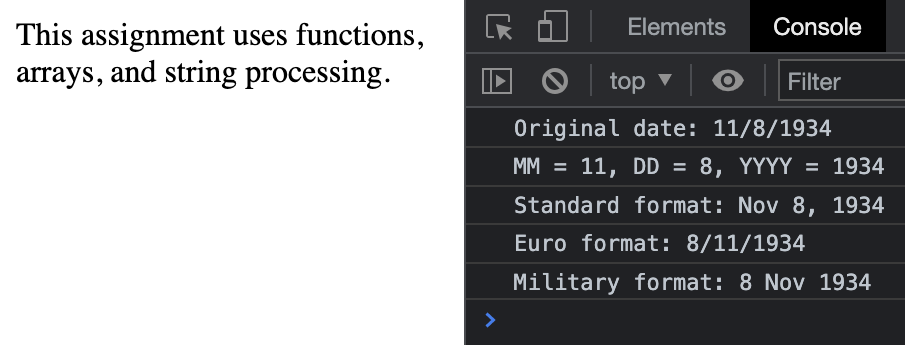 This assignment uses functions,
arrays, and string processing.
Elements Console
top Filter
Original date: 11/8/1934
MM = 11, DD = 8, YYYY = 1934
Standard format: Nov 8, 1934
Euro format: 8/11/1934
Military format: 8 Nov 1934